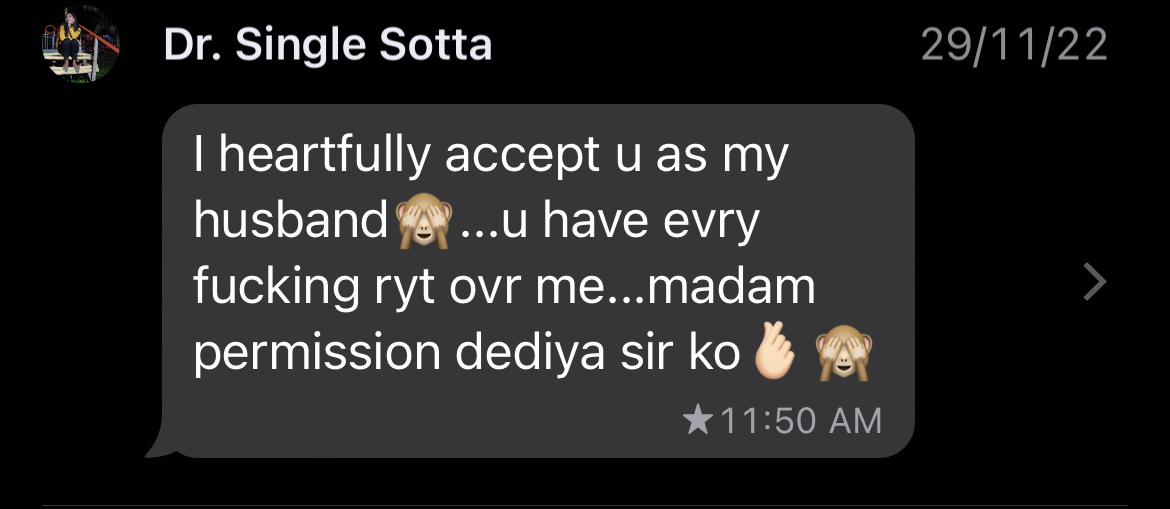 Dr. Single Sotta
29/11/22
I heartfully accept u as my
husband🙈...u have evry
fucking ryt ovr me...madam
permission dediya sir ko🫰🏻🙈
★11:50 AM